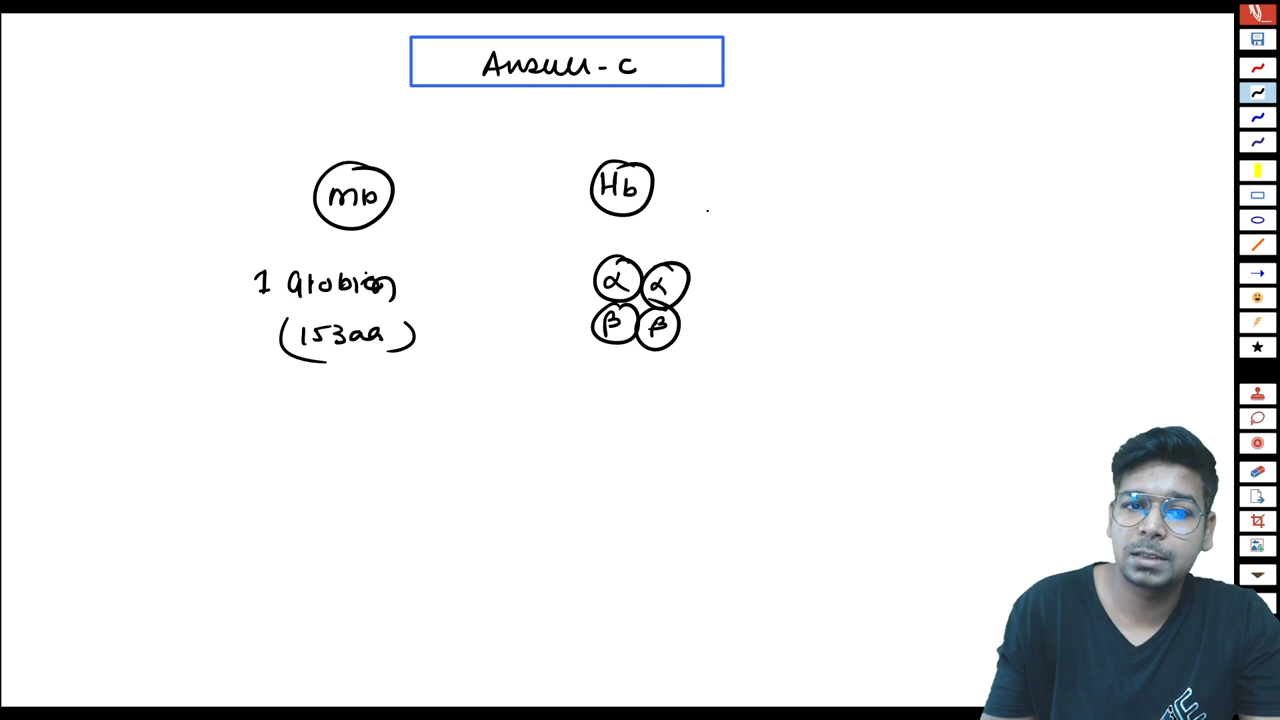 Answer - c
Mb
Hb
1 Globin
(153aa)
α α
β β